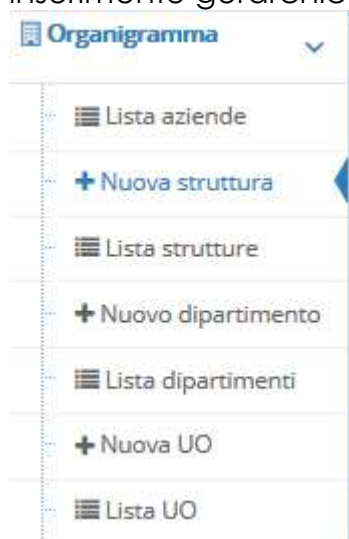 Organigramma
Lista aziende
Nuova struttura
Lista strutture
Nuovo dipartimento
Lista dipartimenti
Nuova UO
Lista UO